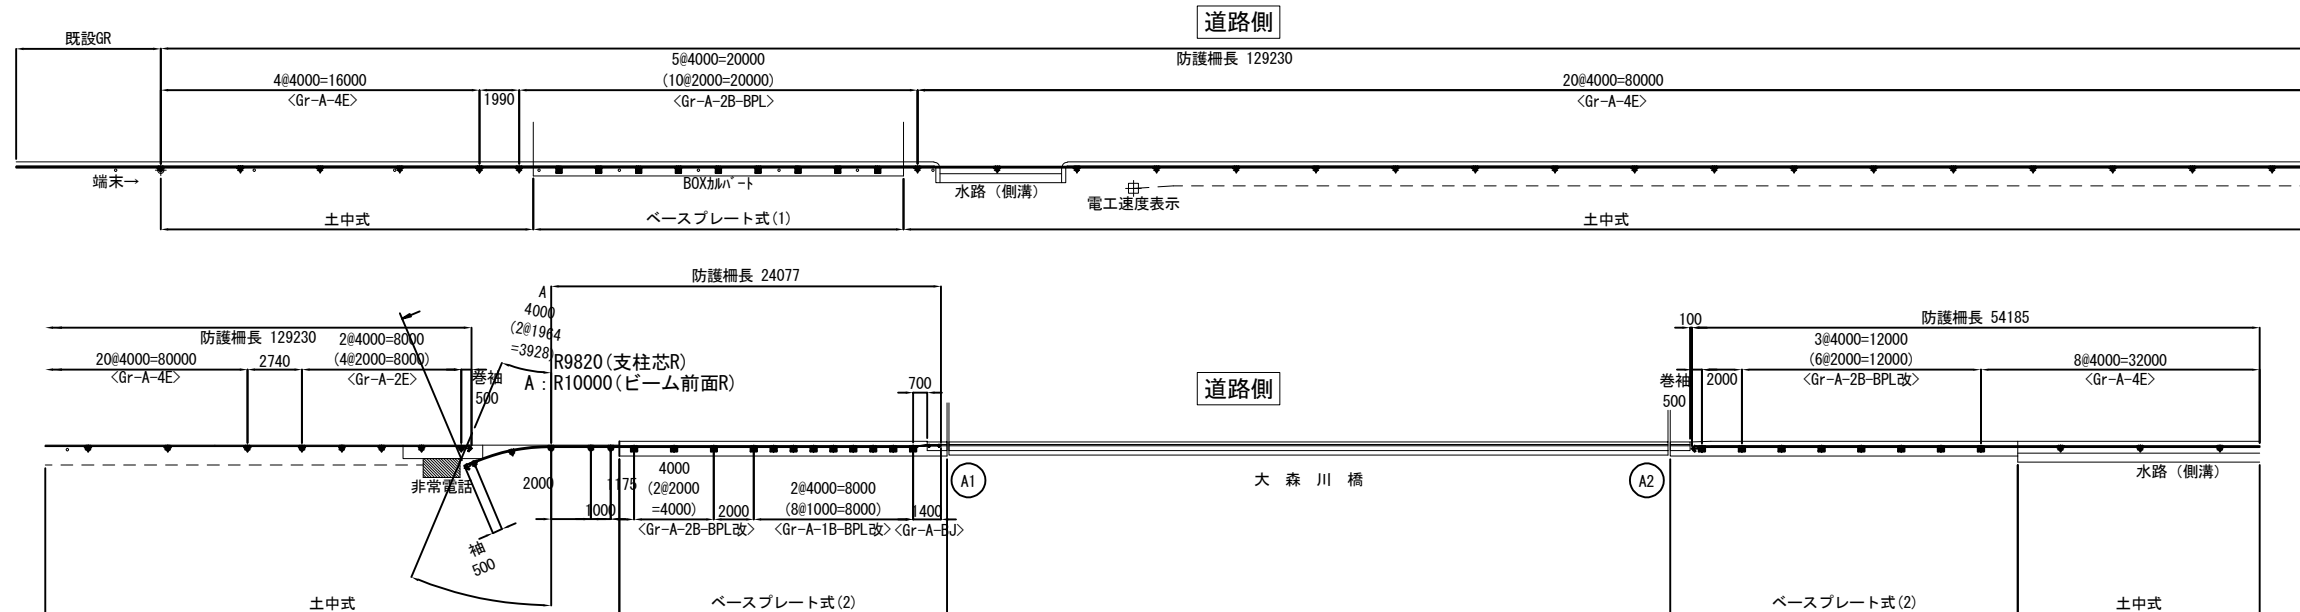 道路側
既設GR
防護柵長 129230
4@4000=16000
<Gr-A-4E>
1990
5@4000=20000
(10@2000=20000)
<Gr-A-2B-BPL>
20@4000=80000
<Gr-A-4E>
端末→
BOXｶﾙﾊﾞｰﾄ
水路（側溝）
電工速度表示
土中式
ベースプレート式(1)
土中式
防護柵長 24077
防護柵長 129230
20@4000=80000
<Gr-A-4E>
2740
2@4000=8000
(4@2000=8000)
<Gr-A-2E>
巻袖
500
A
4000
(2@1964
=3928)
R9820(支柱芯R)
A：R10000(ビーム前面R)
700
道路側
100
防護柵長 54185
巻袖
500
2000
3@4000=12000
(6@2000=12000)
<Gr-A-2B-BPL改>
8@4000=32000
<Gr-A-4E>
非常電話
袖
500
2000
1000
1175
4000
(2@2000
=4000)
<Gr-A-2B-BPL改>
2000
2@4000=8000
(8@1000=8000)
<Gr-A-1B-BPL改>
1400
<Gr-A-BJ>
A1
大森川橋
A2
水路（側溝）
土中式
ベースプレート式(2)
ベースプレート式(2)
土中式